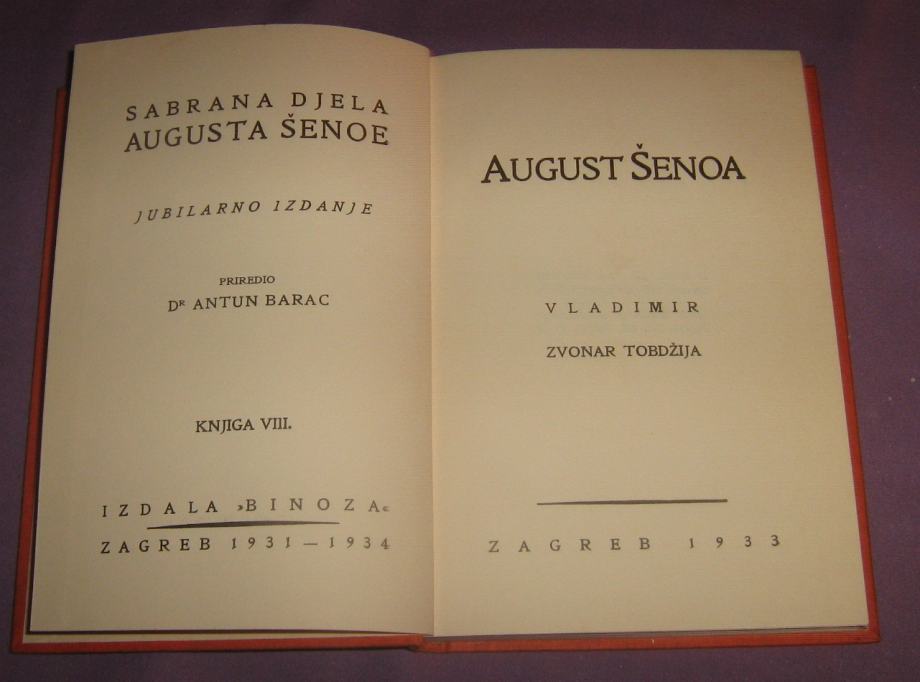 SABRANA DJELA
AUGUSTA ŠENOE
JUBILARNO IZDANJE
PRIREDIO
Dᴿ ANTUN BARAC
KNJIGA VIII.
IZDALA »BINOZA«
ZAGREB 1931 — 1934
AUGUST ŠENOA
VLADIMIR
ZVONAR TOBDŽIJA
ZAGREB 1933